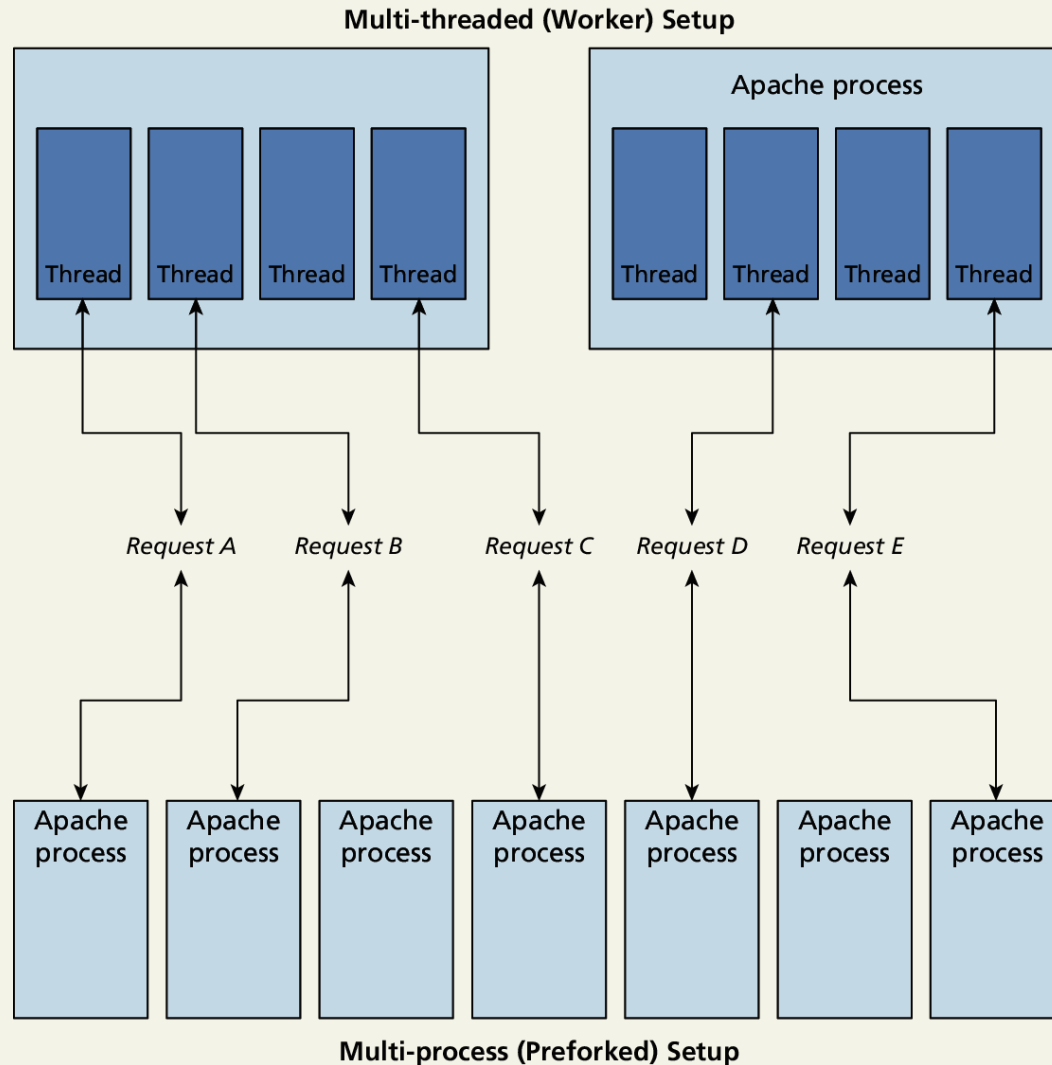 Multi-threaded (Worker) Setup
Apache process
Thread Thread Thread Thread Thread Thread Thread Thread
Request A Request B Request C Request D Request E
Apache process
Apache process
Apache process
Apache process
Apache process
Apache process
Apache process
Multi-process (Preforked) Setup